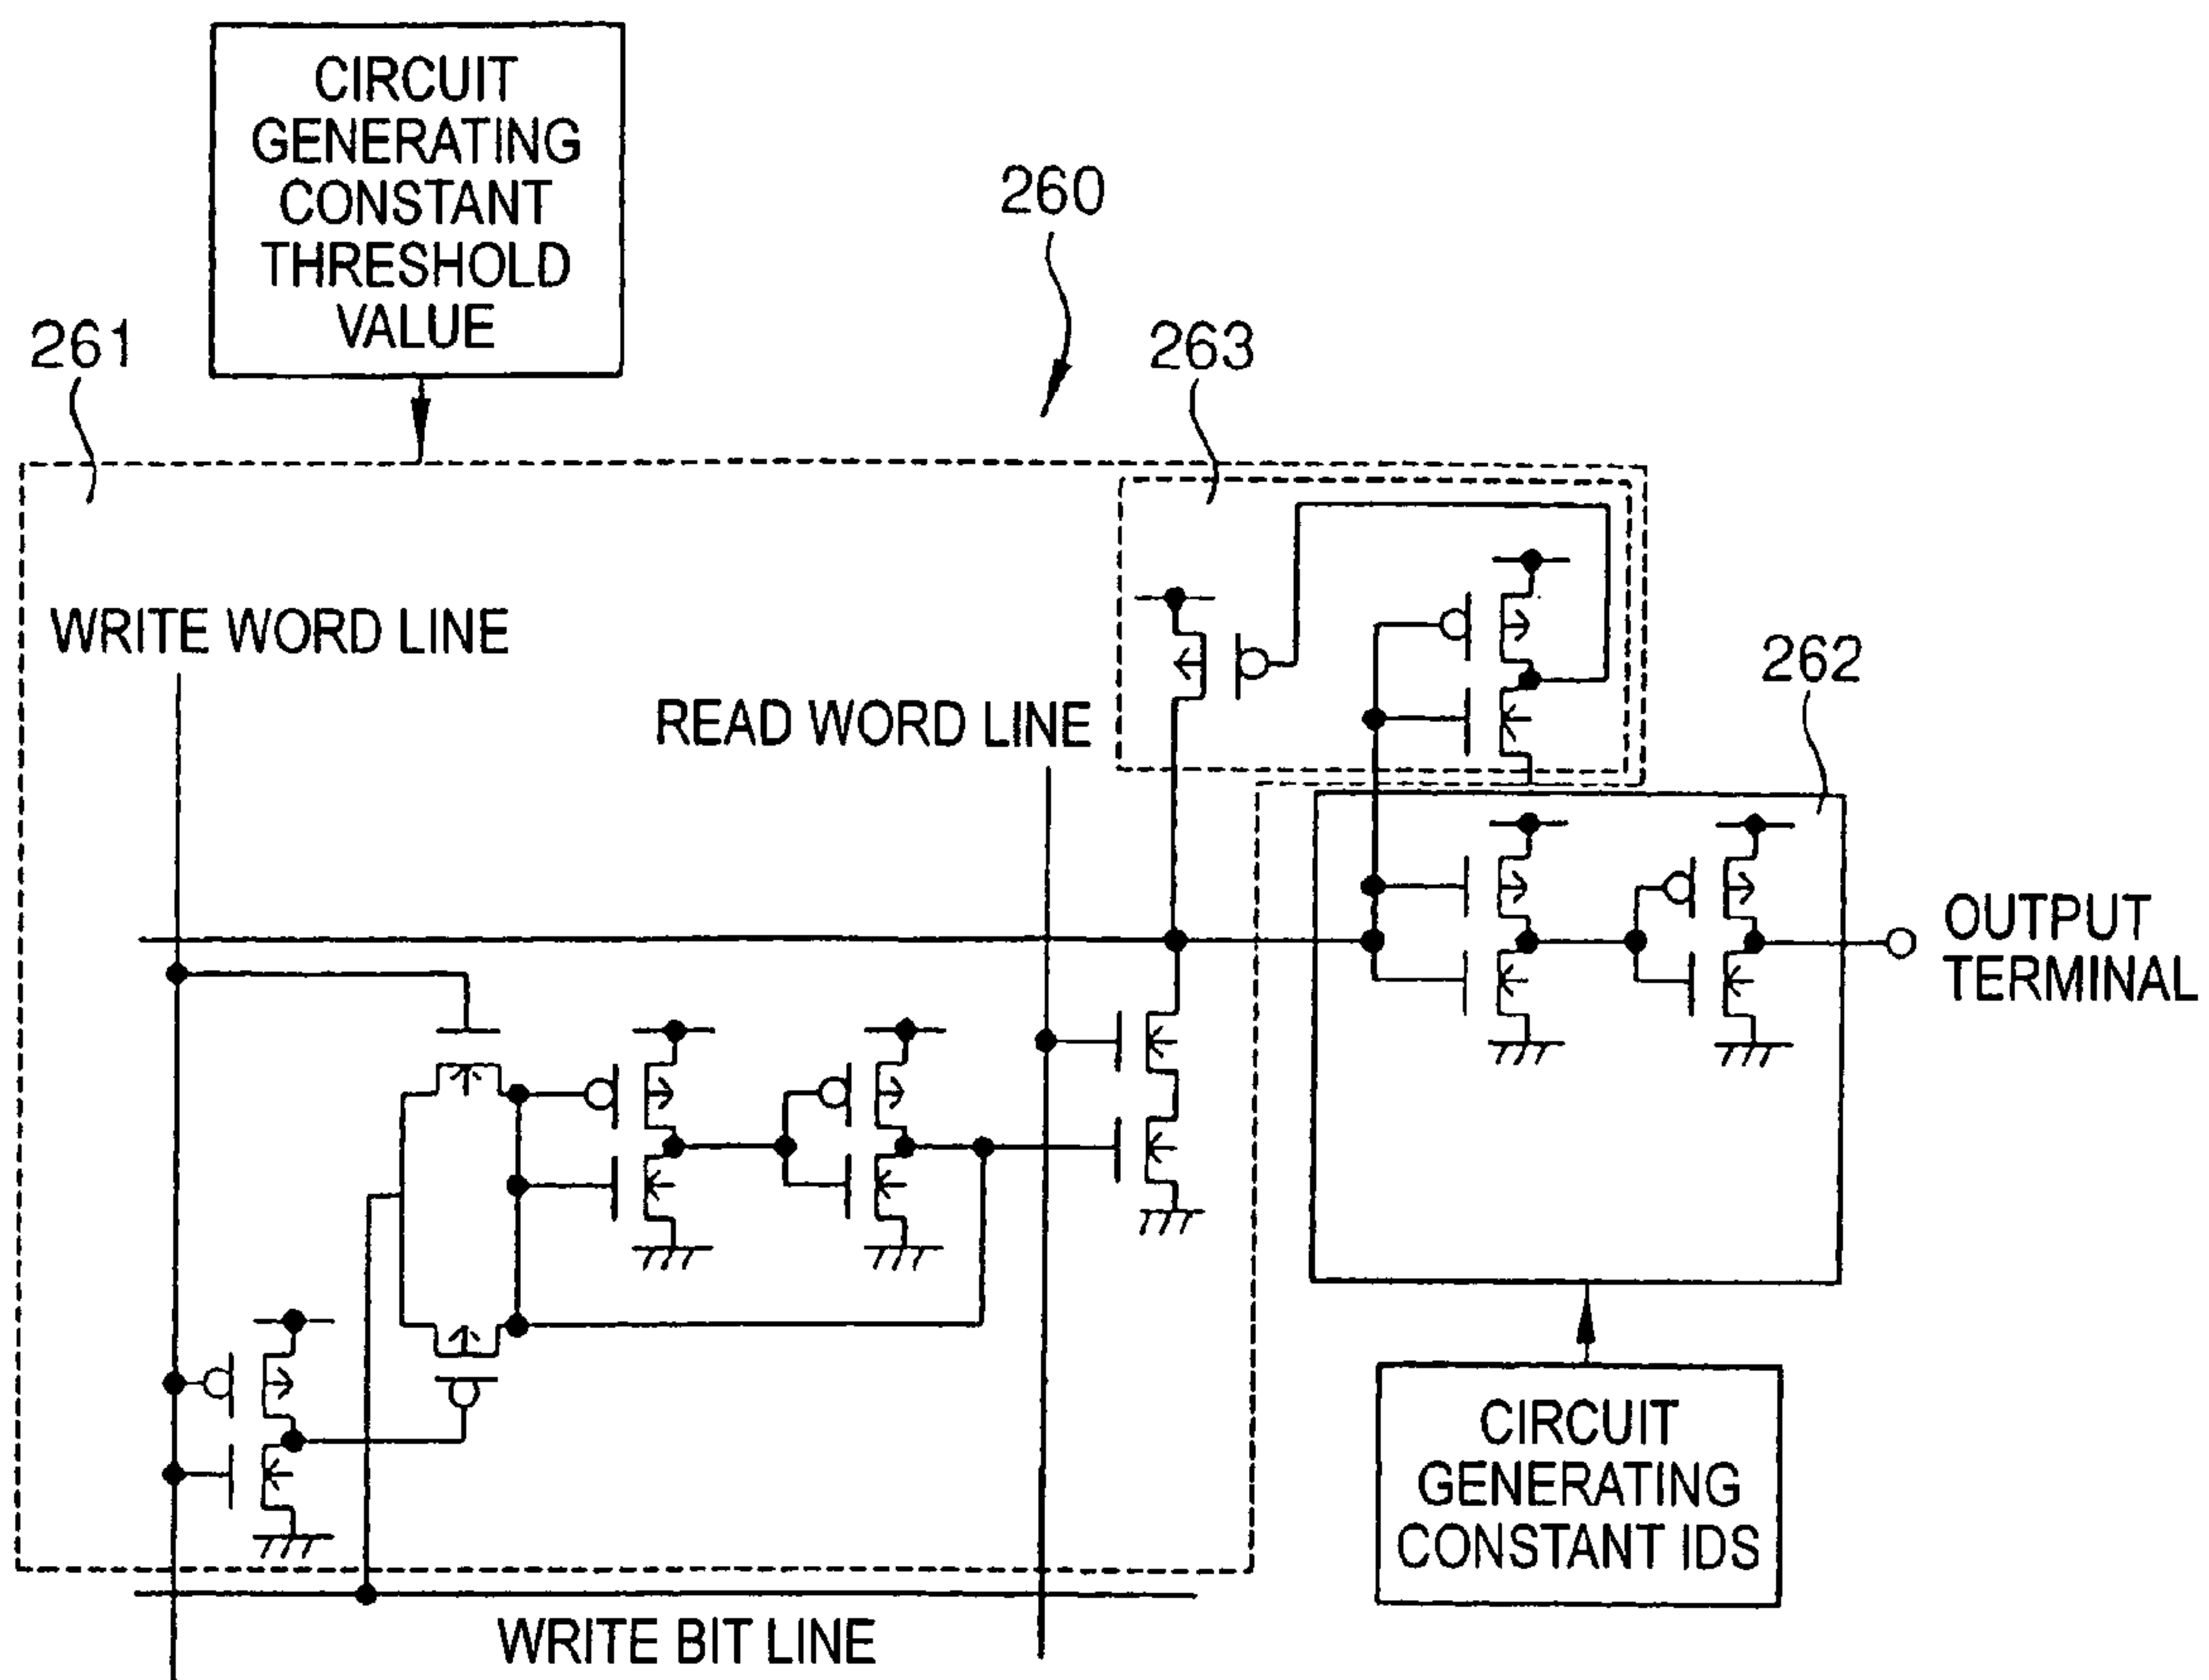 CIRCUIT
GENERATING
CONSTANT
THRESHOLD
VALUE
260
261
263
WRITE WORD LINE
READ WORD LINE
262
OUTPUT
TERMINAL
CIRCUIT
GENERATING
CONSTANT IDS
WRITE BIT LINE